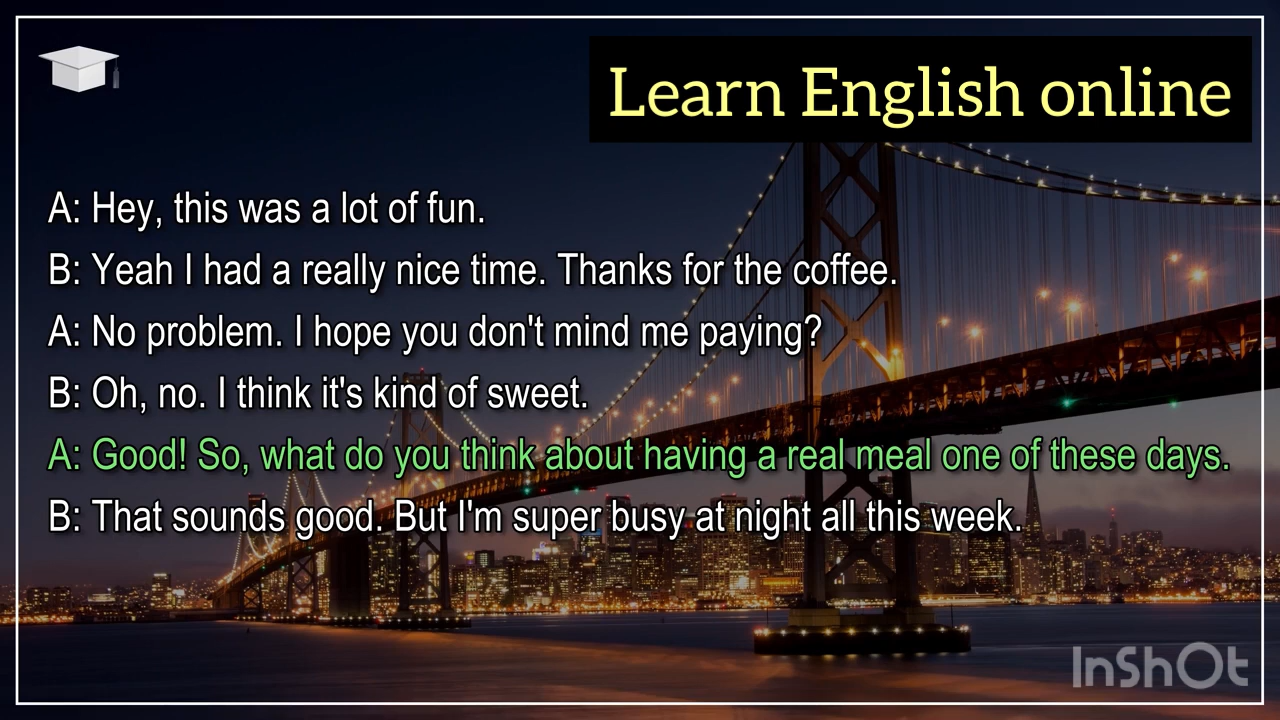 Learn English online
A: Hey, this was a lot of fun.
B: Yeah I had a really nice time. Thanks for the coffee.
A: No problem. I hope you don't mind me paying?
B: Oh, no. I think it's kind of sweet.
A: Good! So, what do you think about having a real meal one of these days.
B: That sounds good. But I'm super busy at night all this week.
InShOt